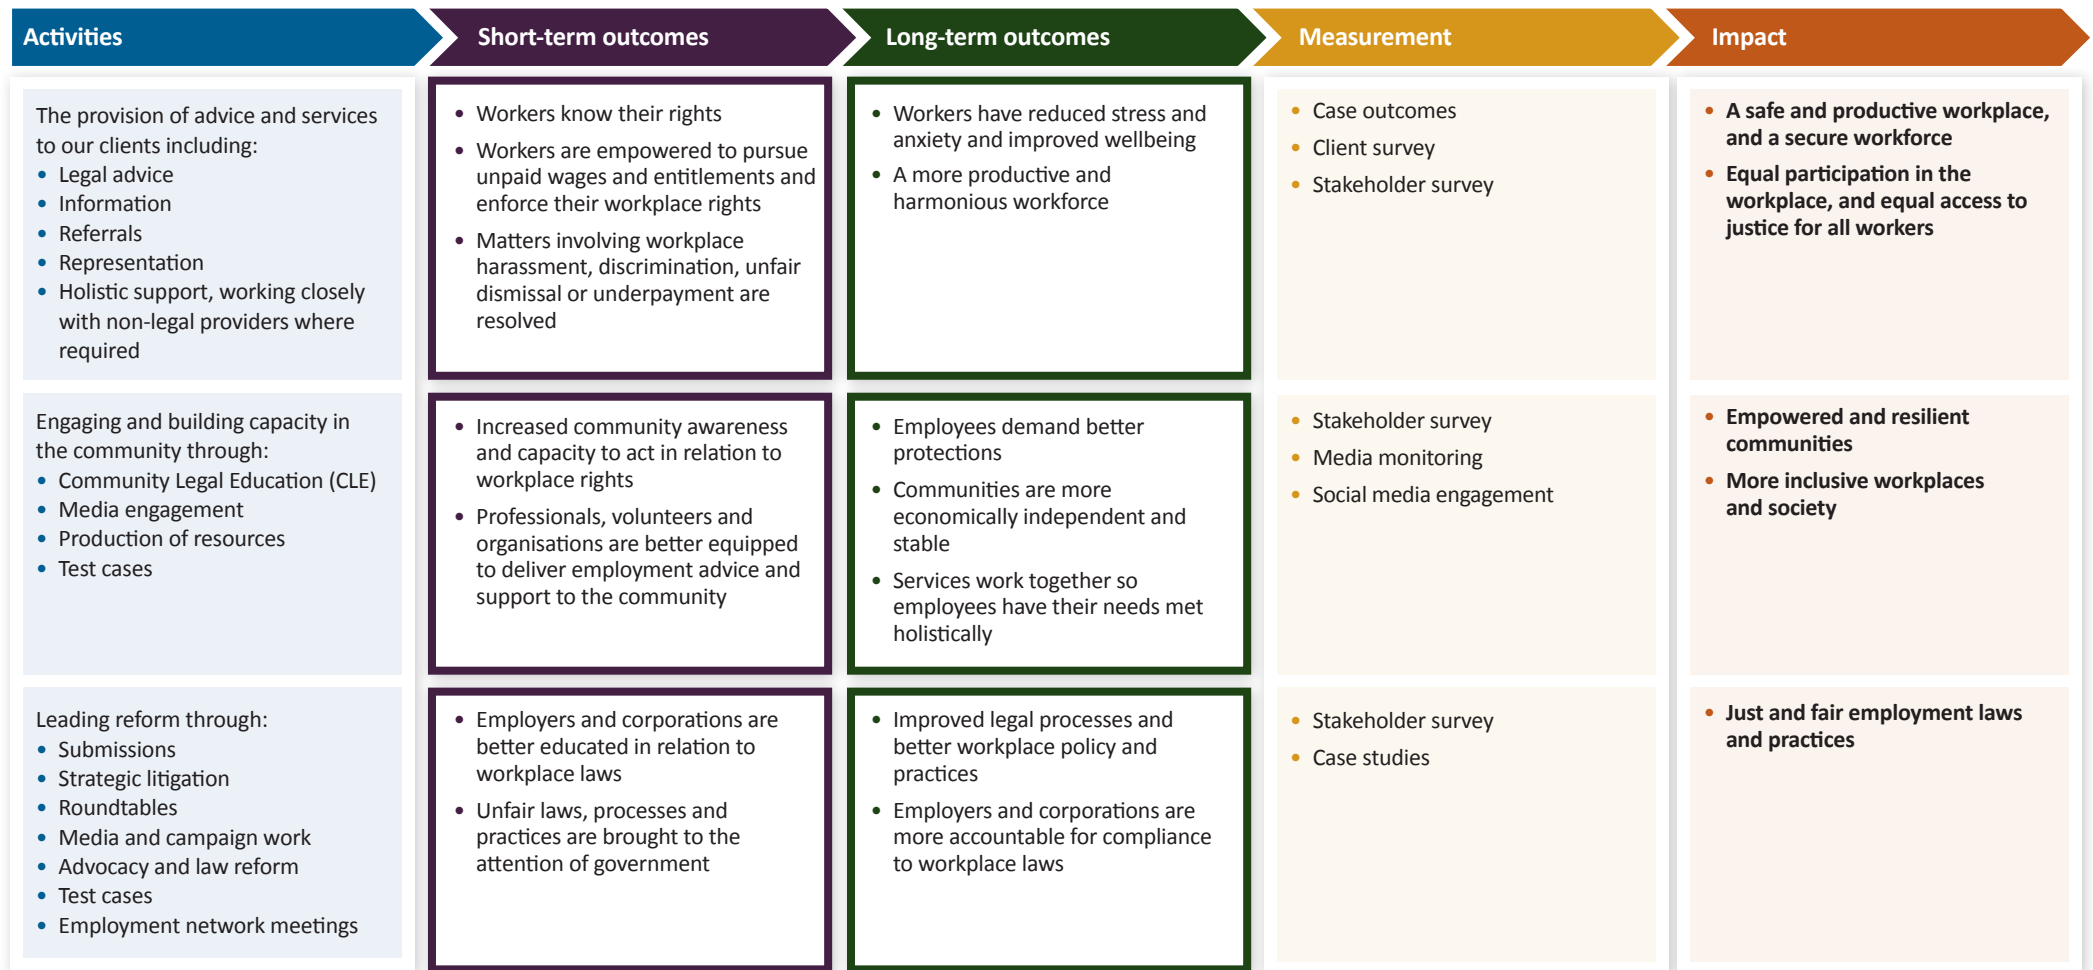 Activities
Short-term outcomes
Long-term outcomes
Measurement
Impact
The provision of advice and services
to our clients including:
• Legal advice
• Information
• Referrals
• Representation
• Holistic support, working closely
with non-legal providers where
required
• Workers know their rights
• Workers are empowered to pursue
unpaid wages and entitlements and
enforce their workplace rights
• Matters involving workplace
harassment, discrimination, unfair
dismissal or underpayment are
resolved
• Workers have reduced stress and
anxiety and improved wellbeing
• A more productive and
harmonious workforce
• Case outcomes
• Client survey
• Stakeholder survey
• A safe and productive workplace,
and a secure workforce
• Equal participation in the
workplace, and equal access to
justice for all workers
Engaging and building capacity in
the community through:
• Community Legal Education (CLE)
• Media engagement
• Production of resources
• Test cases
• Increased community awareness
and capacity to act in relation to
workplace rights
• Professionals, volunteers and
organisations are better equipped
to deliver employment advice and
support to the community
• Employees demand better
protections
• Communities are more
economically independent and
stable
• Services work together so
employees have their needs met
holistically
• Stakeholder survey
• Media monitoring
• Social media engagement
• Empowered and resilient
communities
• More inclusive workplaces
and society
Leading reform through:
• Submissions
• Strategic litigation
• Roundtables
• Media and campaign work
• Advocacy and law reform
• Test cases
• Employment network meetings
• Employers and corporations are
better educated in relation to
workplace laws
• Unfair laws, processes and
practices are brought to the
attention of government
• Improved legal processes and
better workplace policy and
practices
• Employers and corporations are
more accountable for compliance
to workplace laws
• Stakeholder survey
• Case studies
• Just and fair employment laws
and practices